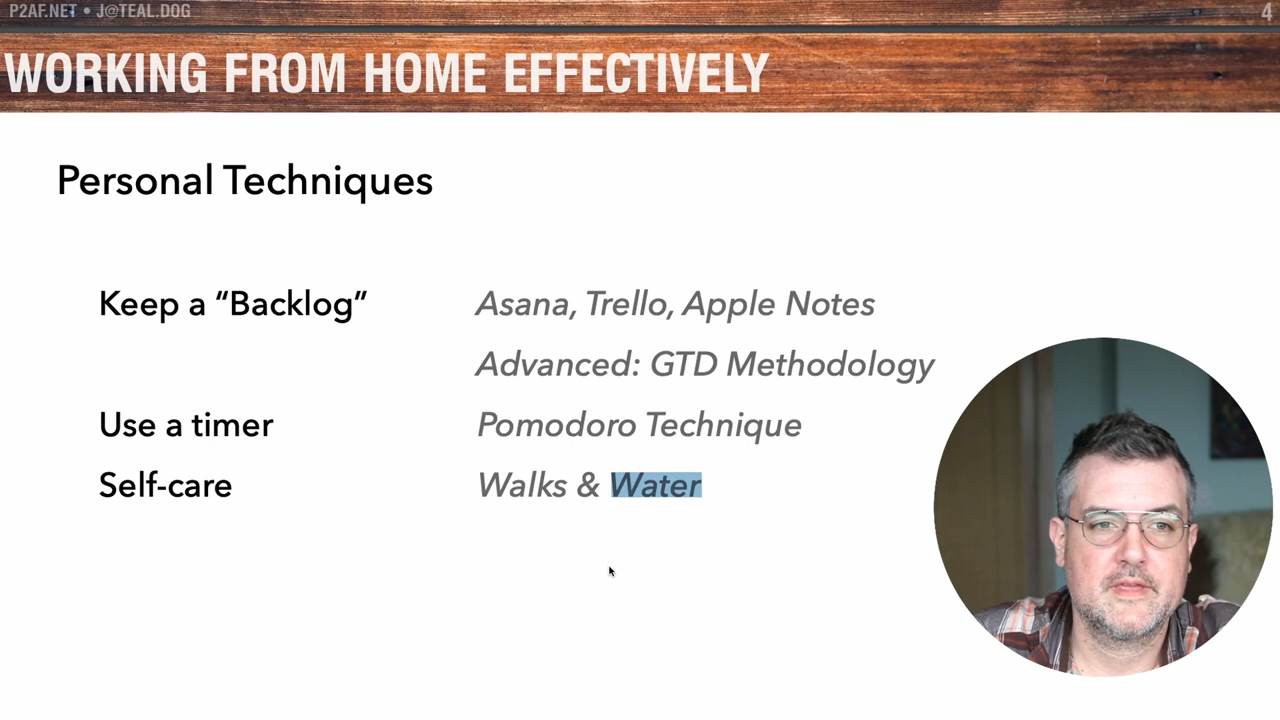 P2AF.NET • J@TEAL.DOG 4
WORKING FROM HOME EFFECTIVELY
Personal Techniques
Keep a “Backlog” Asana, Trello, Apple Notes
Advanced: GTD Methodology
Use a timer Pomodoro Technique
Self-care Walks & Water